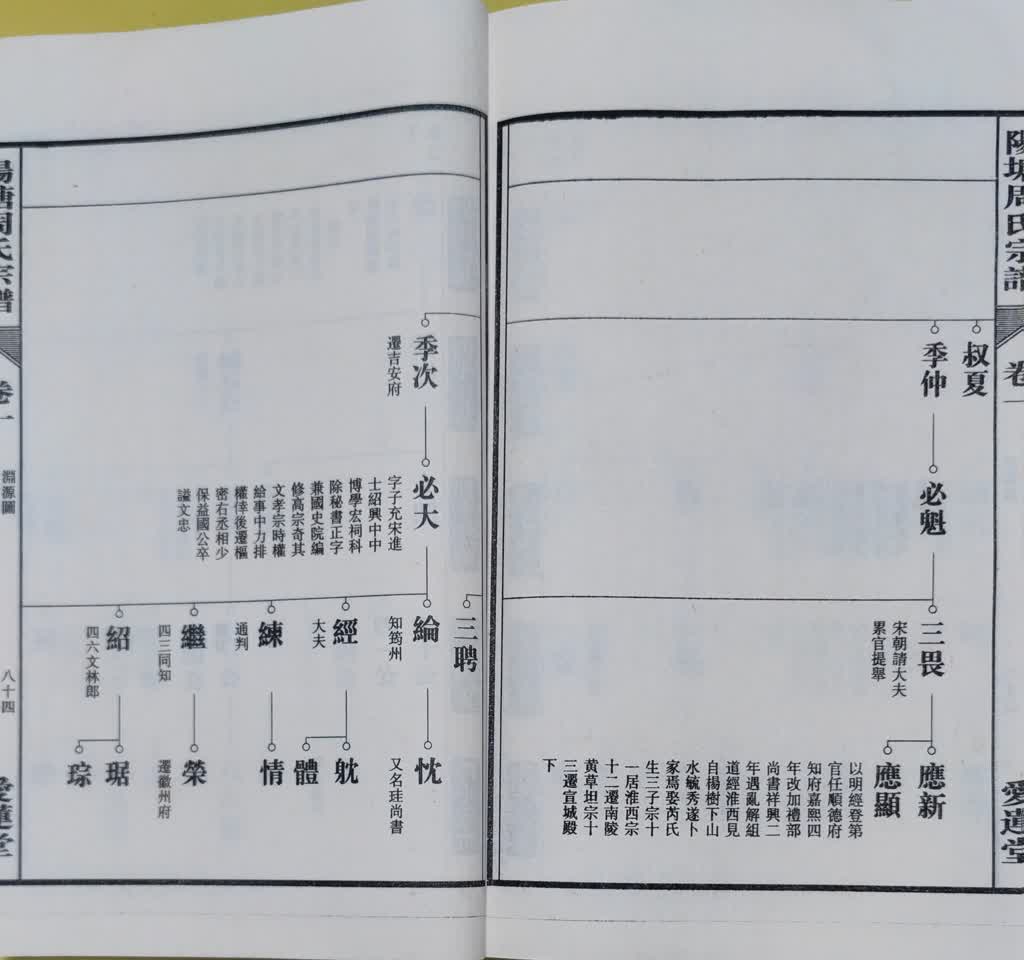 陽塘周氏宗譜
卷一
愛蓮堂
叔夏
季仲
必魁
三畏
宋朝請大夫
累官提舉
應新
以明經登第
官任順德府
知府嘉熙四
年改加禮部
尚書祥興二
年遇亂解組
道經淮西見
自楊樹下山
水毓秀遂卜
家焉娶芮氏
生三子宗十
一居淮西宗
十二遷南陵
黄草坦宗十
三遷宣城殿
下
應顯
三聘
季次
遷吉安府
必大
字子充宋進
士紹興中中
博學宏祠科
除秘書正字
兼國史院編
修高宗奇其
文孝宗時權
給事中力排
權倖後遷樞
密右丞相少
保益國公卒
謚文忠
綸
知筠州
忱
又名珪尚書
經
大夫
躭
體
練
通判
情
繼
四三同知
榮
遷徽州府
紹
四六文林郎
琚
琮
陽塘周氏宗譜
卷一
淵源圖
八十四
愛蓮堂